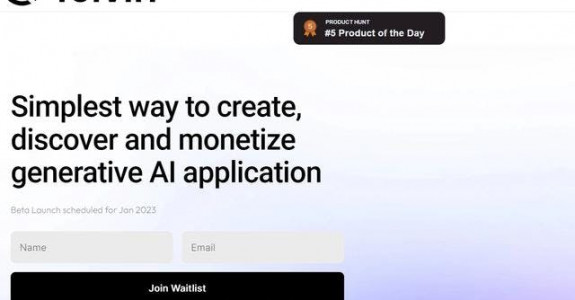 PRODUCT HUNT
#5 Product of the Day
Simplest way to create,
discover and monetize
generative AI application
Beta Launch scheduled for Jan 2023
Name
Email
Join Waitlist